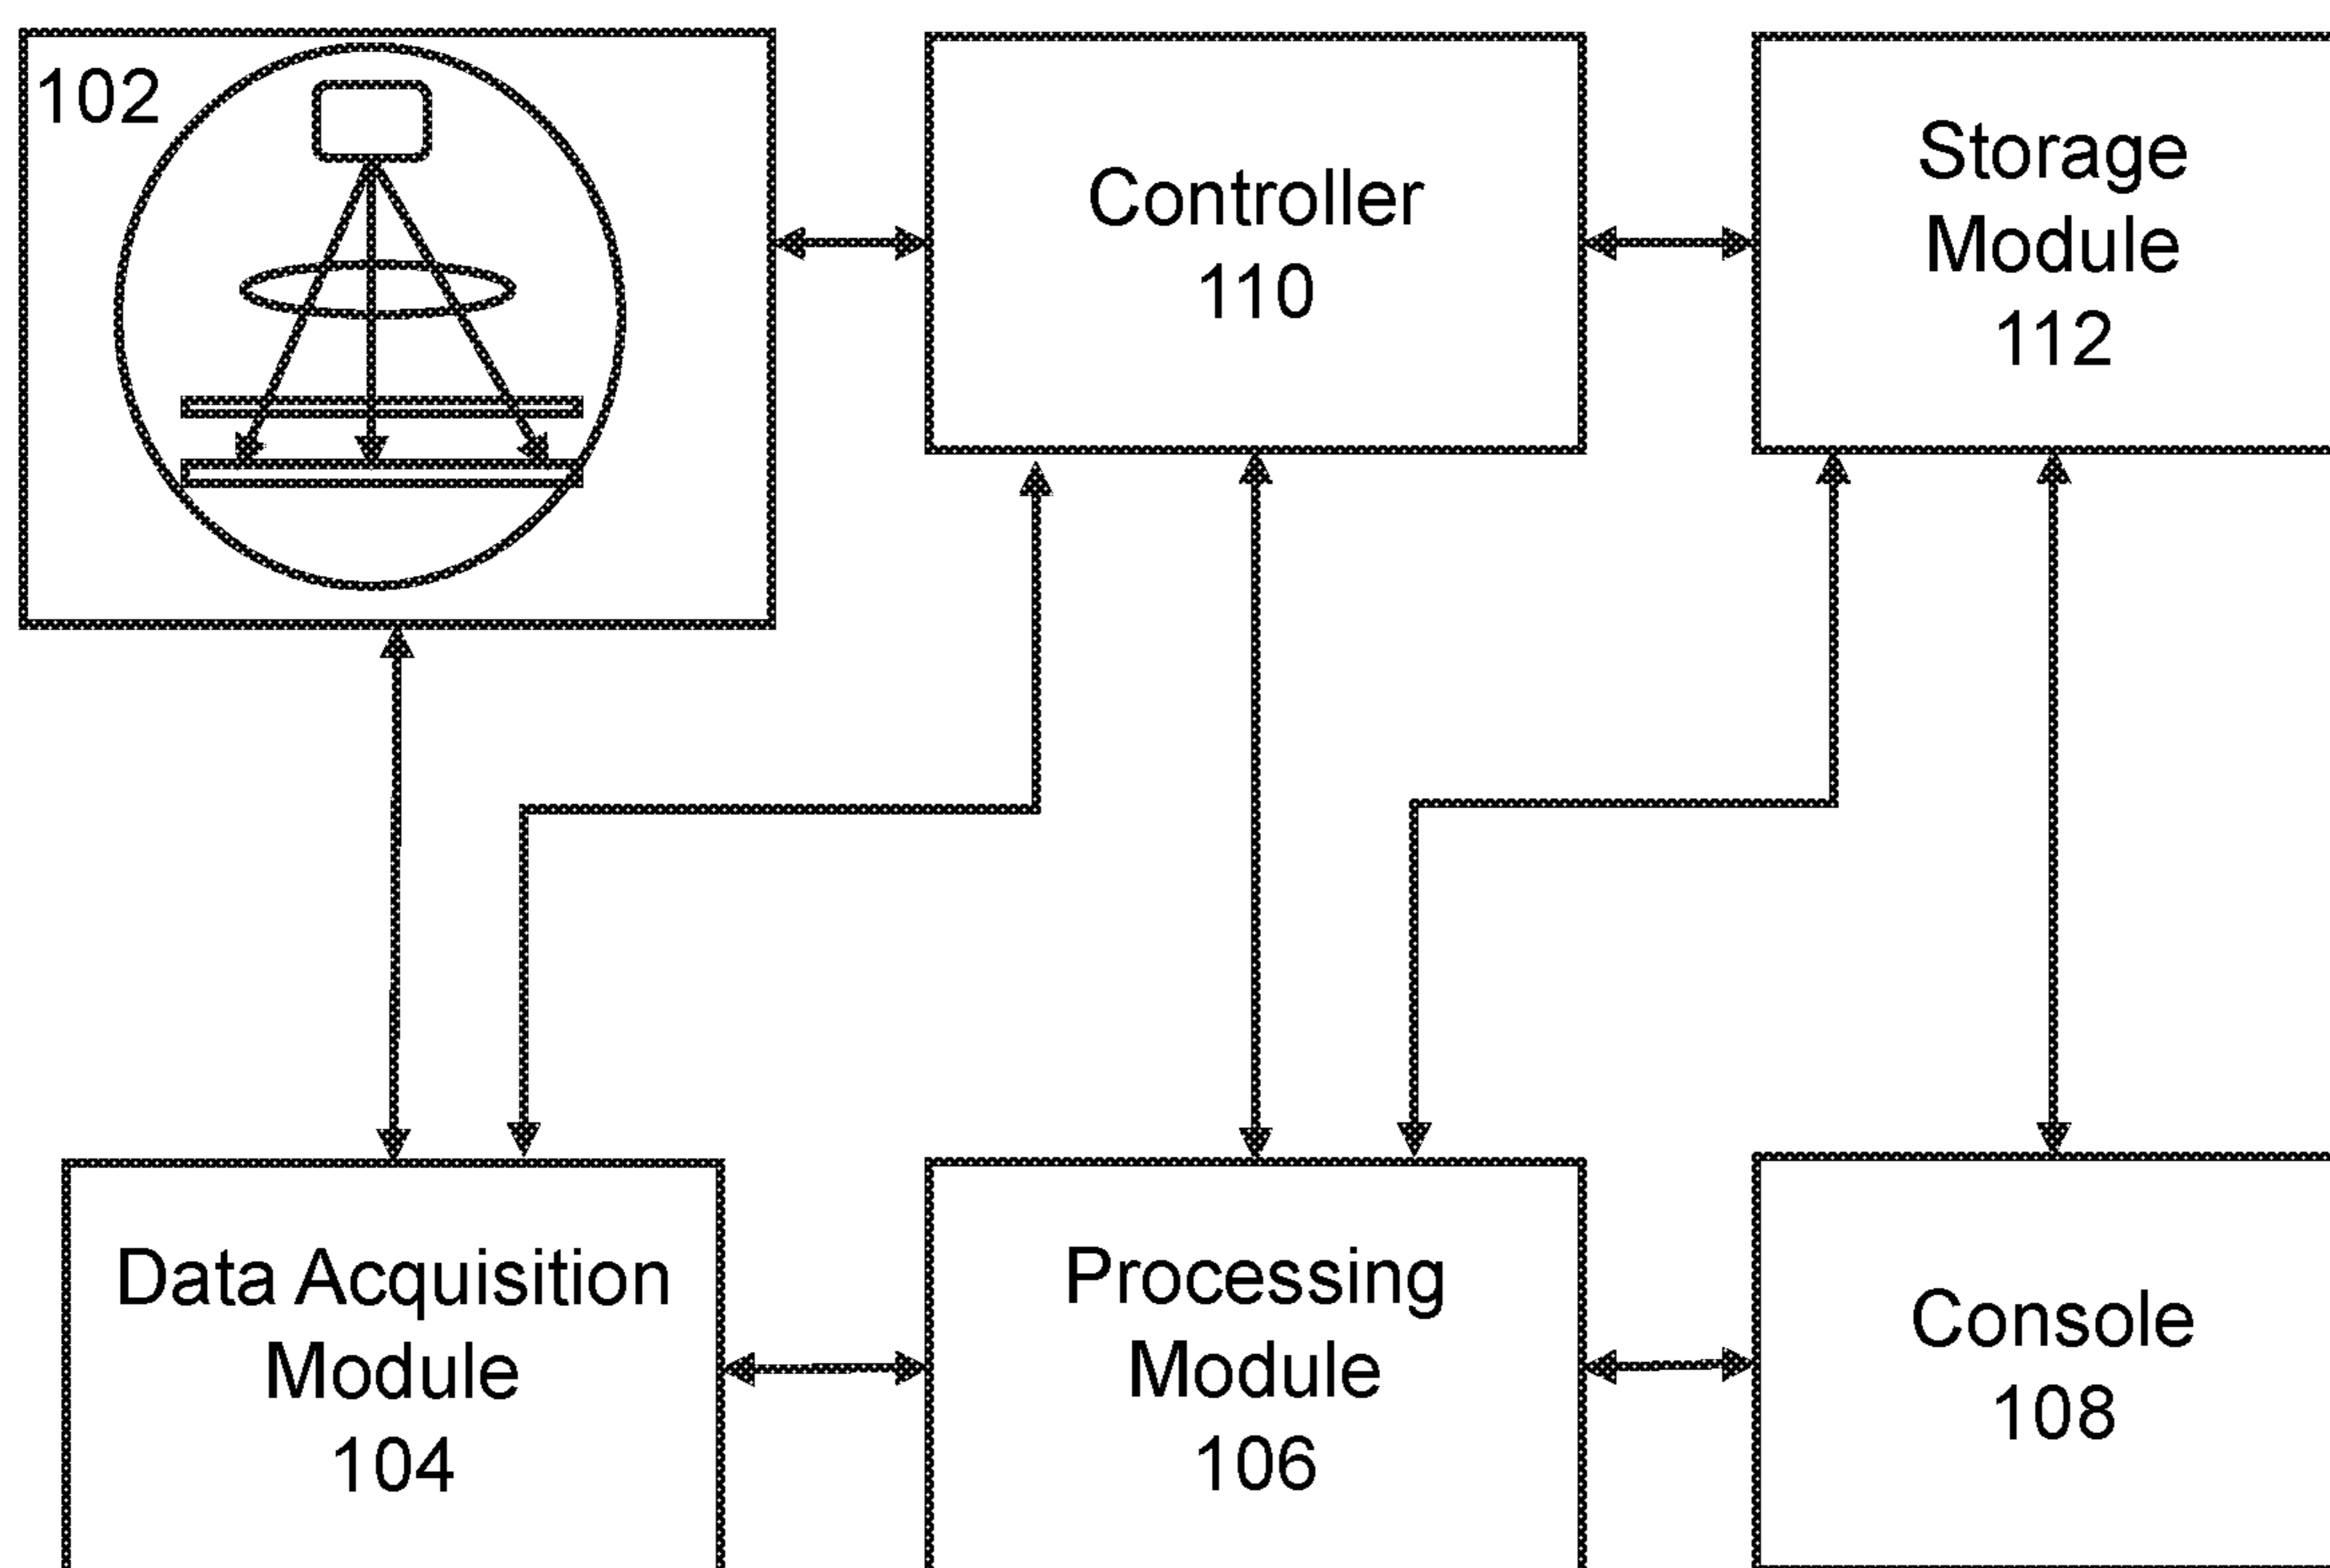 102
Controller
110
Storage
Module
112
Data Acquisition
Module
104
Processing
Module
106
Console
108